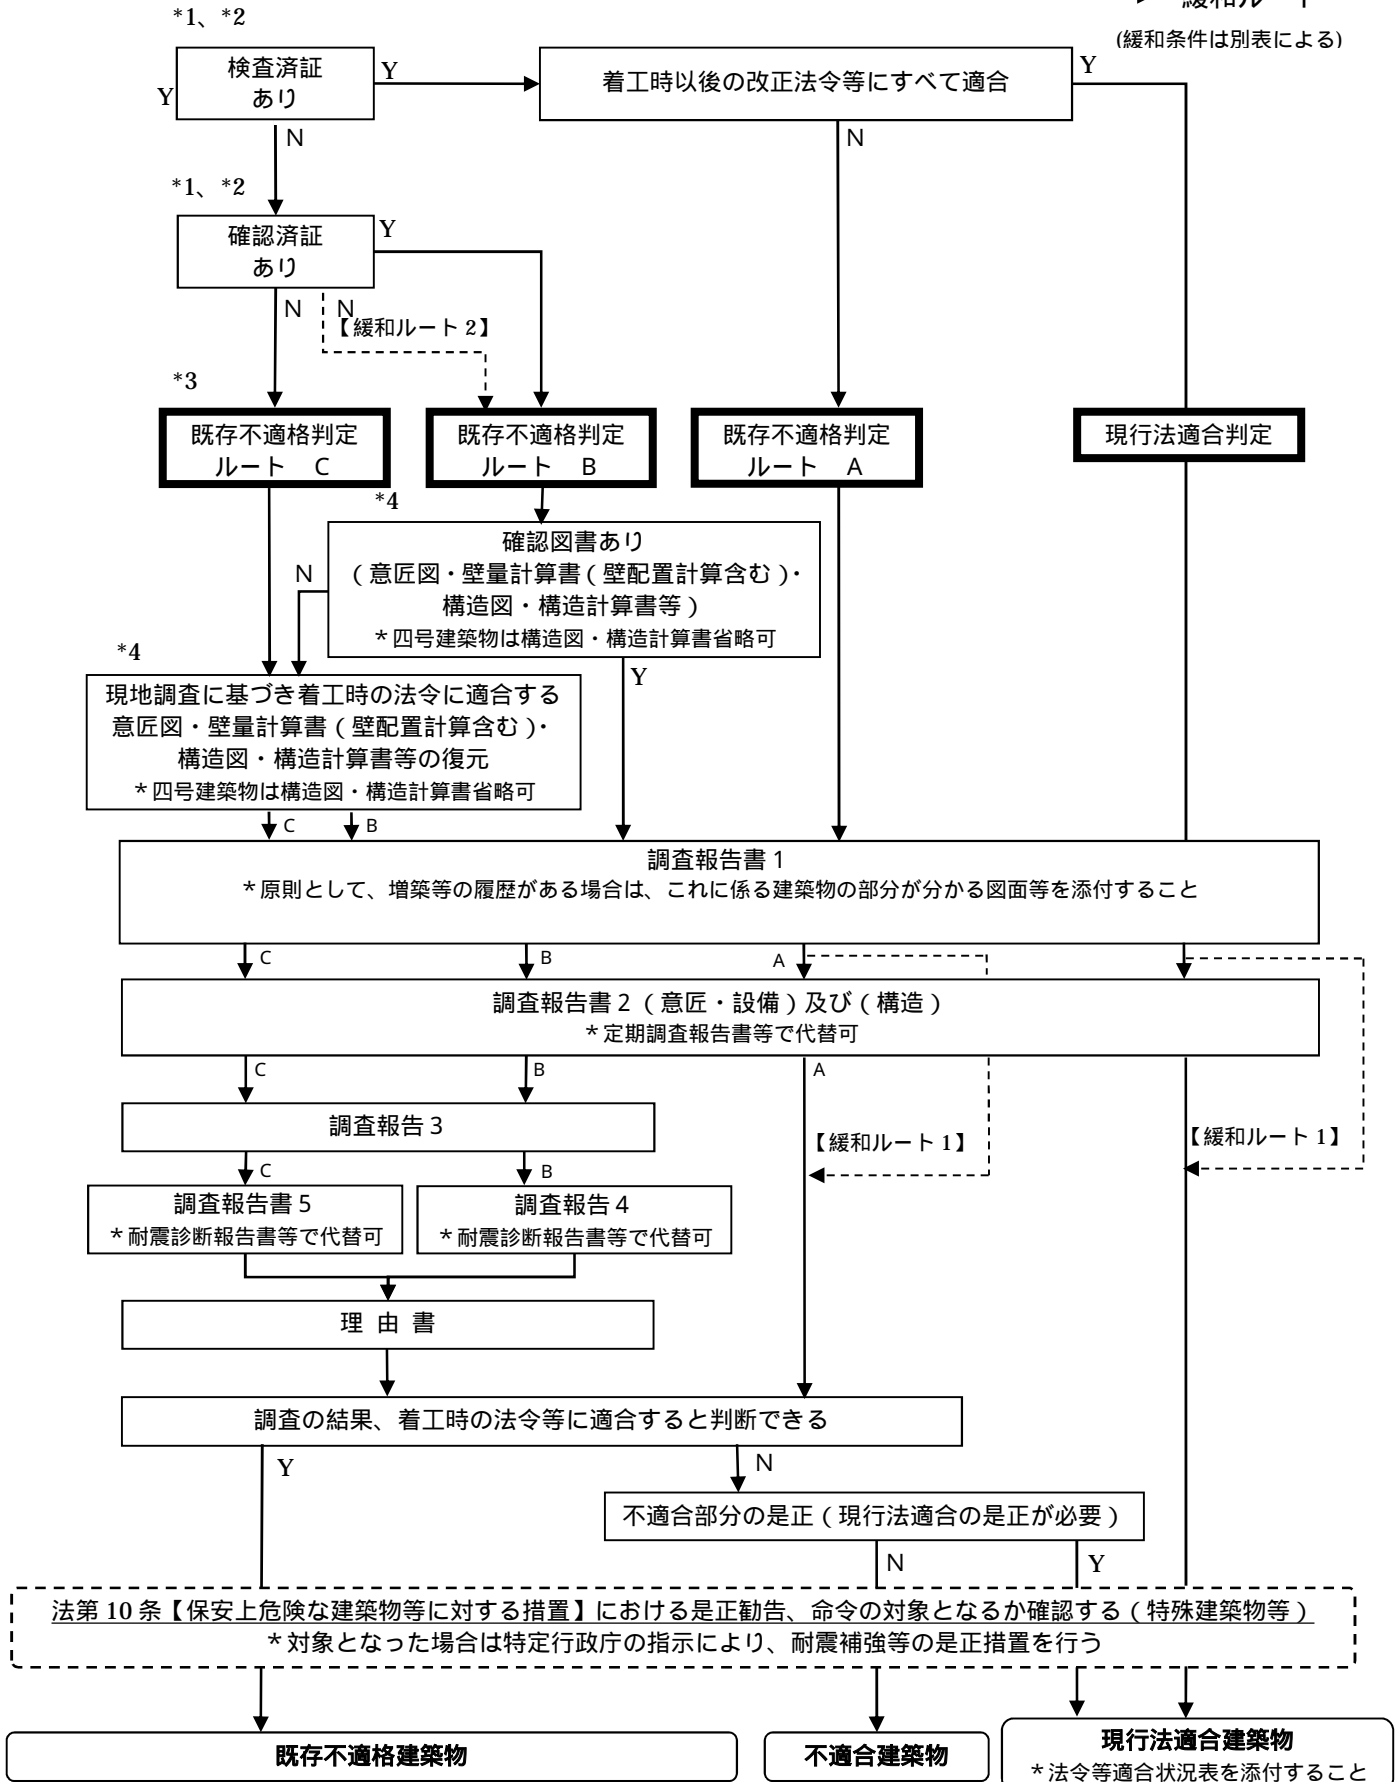 *1、*2
緩和ルート
(緩和条件は別表による)
検査済証
あり
Y
Y
着工時以後の改正法令等にすべて適合
Y
N
N
*1、*2
確認済証
あり
Y
N
N
【緩和ルート 2】
*3
既存不適格判定
ルート C
既存不適格判定
ルート B
既存不適格判定
ルート A
現行法適合判定
*4
確認図書あり
(意匠図・壁量計算書(壁配置計算含む)・
構造図・構造計算書等)
*四号建築物は構造図・構造計算書省略可
N
Y
*4
現地調査に基づき着工時の法令に適合する
意匠図・壁量計算書(壁配置計算含む)・
構造図・構造計算書等の復元
*四号建築物は構造図・構造計算書省略可
C
B
調査報告書1
*原則として、増築等の履歴がある場合は、これに係る建築物の部分が分かる図面等を添付すること
C
B
A
調査報告書2(意匠・設備)及び(構造)
*定期調査報告書等で代替可
C
B
A
調査報告3
【緩和ルート 1】
【緩和ルート 1】
C
B
調査報告書5
*耐震診断報告書等で代替可
調査報告4
*耐震診断報告書等で代替可
理 由 書
調査の結果、着工時の法令等に適合すると判断できる
Y
N
不適合部分の是正(現行法適合の是正が必要)
N
Y
法第 10 条【保安上危険な建築物等に対する措置】における是正勧告、命令の対象となるか確認する(特殊建築物等)
*対象となった場合は特定行政庁の指示により、耐震補強等の是正措置を行う
既存不適格建築物
不適合建築物
現行法適合建築物
*法令等適合状況表を添付すること